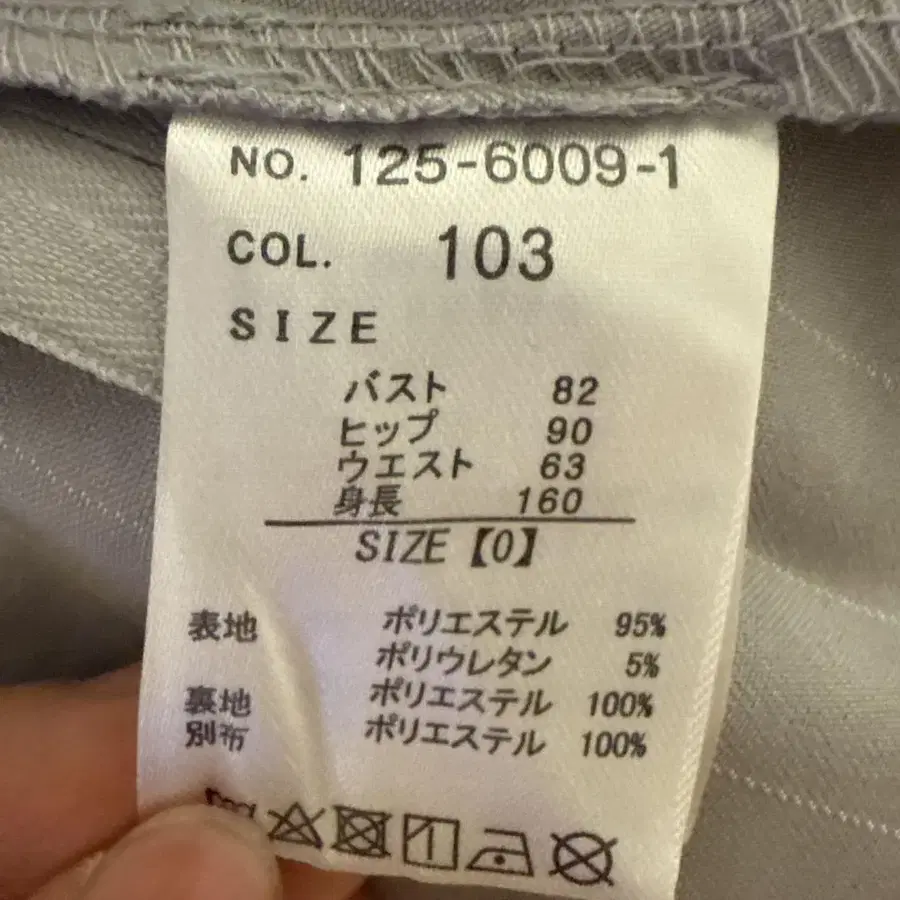 NO. 125-6009-1
COL. 103
SIZE
バスト 82
ヒップ 90
ウエスト 63
身長 160
SIZE【0】
表地 ポリエステル 95%
ポリウレタン 5%
裏地 ポリエステル 100%
別布 ポリエステル 100%